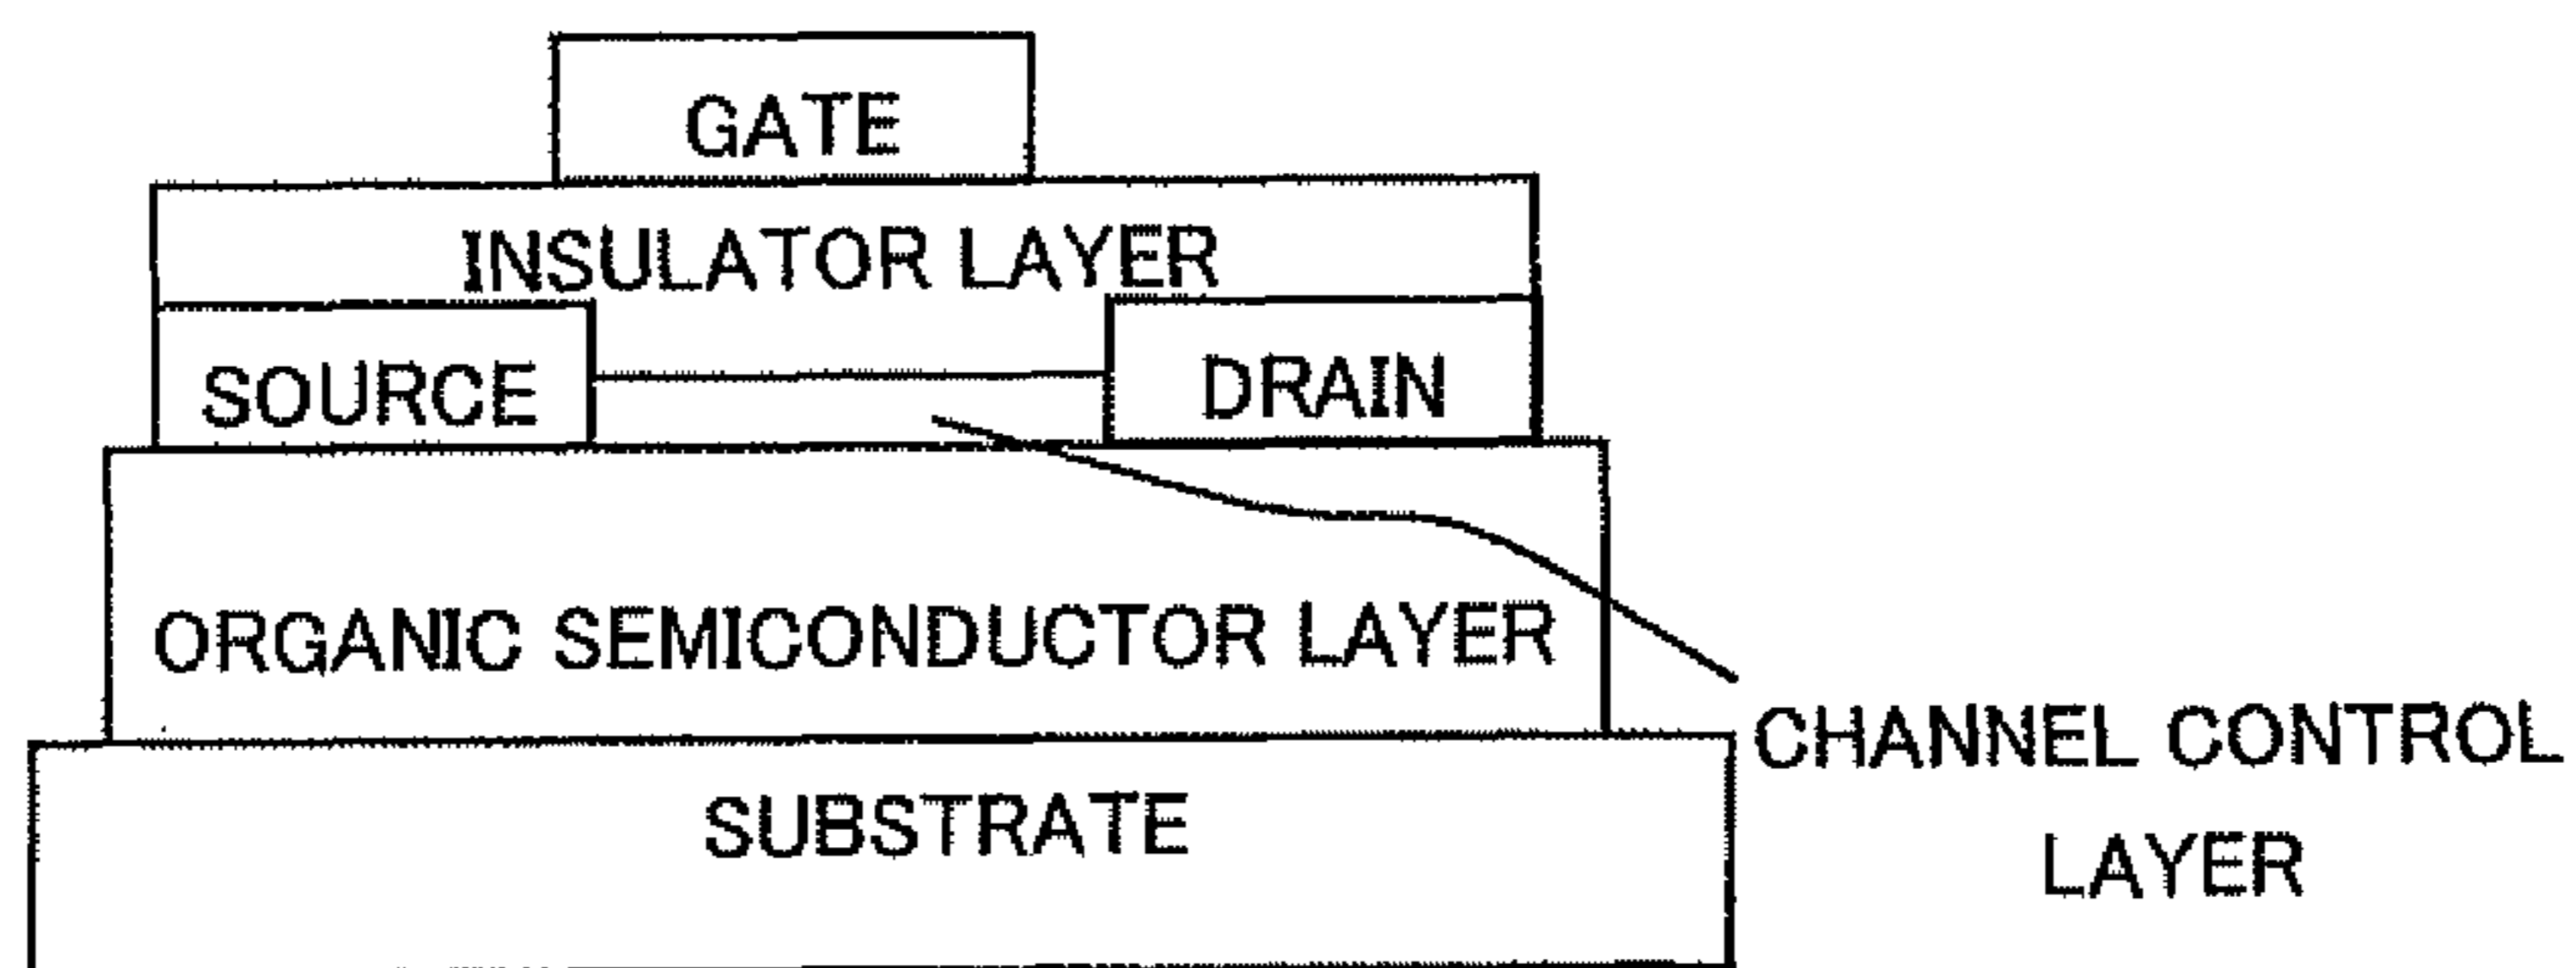 GATE
INSULATOR LAYER
SOURCE
DRAIN
ORGANIC SEMICONDUCTOR LAYER
CHANNEL CONTROL
LAYER
SUBSTRATE